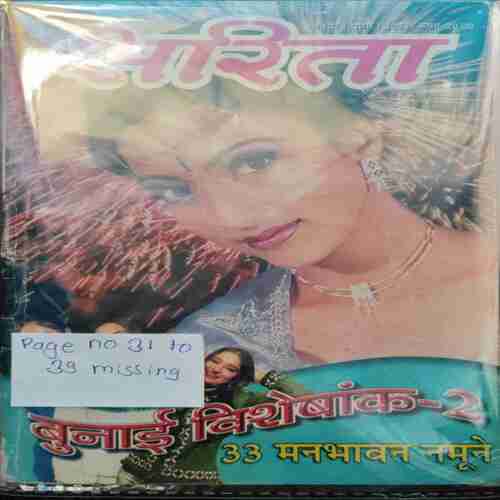 सरिता
Page no 31 to
39 missing
बुनाई विशेषांक-2
33 मनभावन नमूने